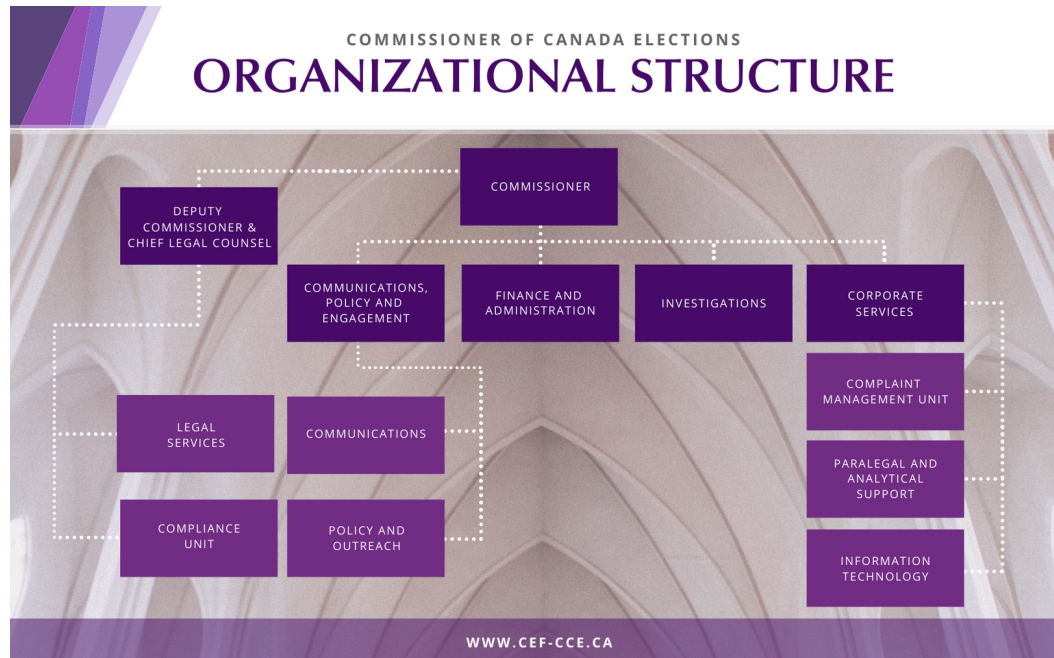 COMMISSIONER OF CANADA ELECTIONS
ORGANIZATIONAL STRUCTURE
COMMISSIONER
DEPUTY
COMMISSIONER &
CHIEF LEGAL COUNSEL
COMMUNICATIONS,
POLICY AND
ENGAGEMENT
FINANCE AND
ADMINISTRATION
INVESTIGATIONS
CORPORATE
SERVICES
LEGAL
SERVICES
COMMUNICATIONS
COMPLAINT
MANAGEMENT UNIT
PARALEGAL AND
ANALYTICAL
SUPPORT
COMPLIANCE
UNIT
POLICY AND
OUTREACH
INFORMATION
TECHNOLOGY
WWW.CEF-CCE.CA